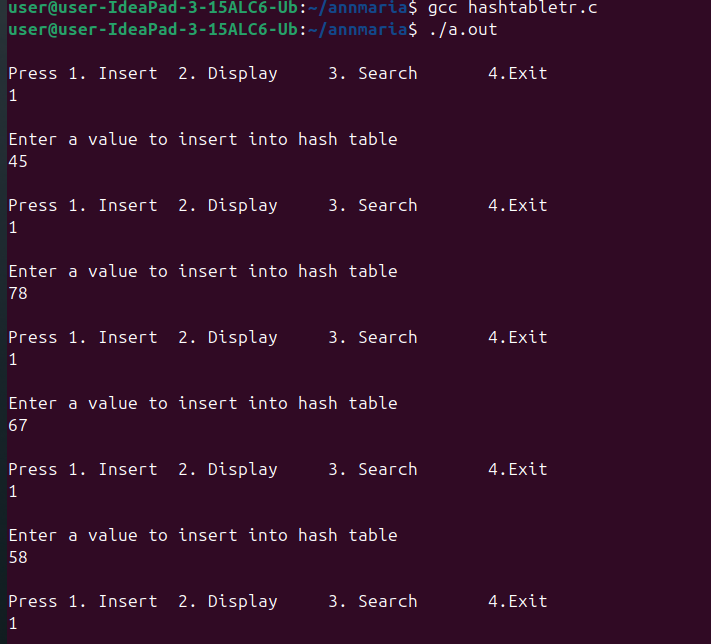 user@user-IdeaPad-3-15ALC6-Ub:~/annmaria$ gcc hashtabletr.c
user@user-IdeaPad-3-15ALC6-Ub:~/annmaria$ ./a.out
Press 1. Insert  2. Display     3. Search       4.Exit
1
Enter a value to insert into hash table
45
Press 1. Insert  2. Display     3. Search       4.Exit
1
Enter a value to insert into hash table
78
Press 1. Insert  2. Display     3. Search       4.Exit
1
Enter a value to insert into hash table
67
Press 1. Insert  2. Display     3. Search       4.Exit
1
Enter a value to insert into hash table
58
Press 1. Insert  2. Display     3. Search       4.Exit
1